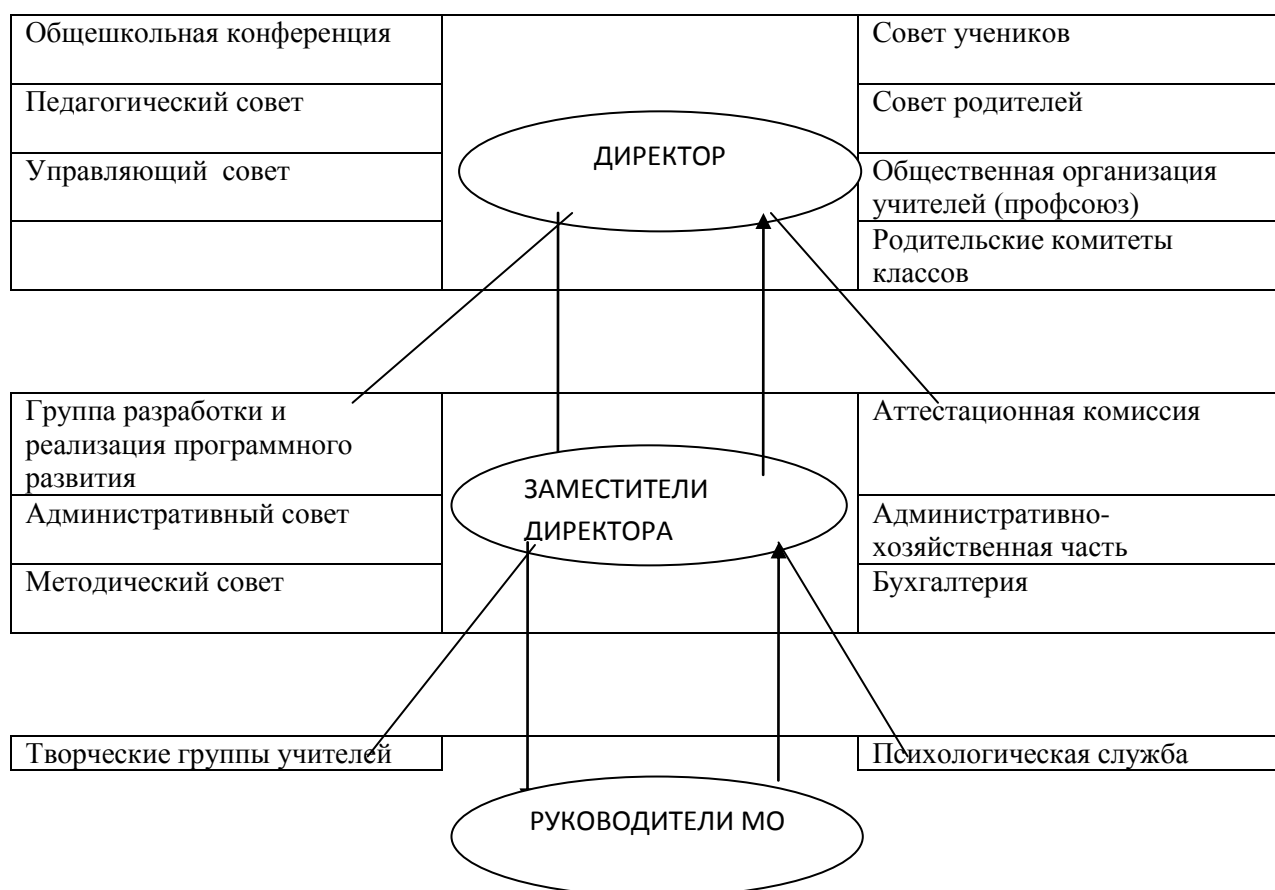 Общешкольная конференция
Совет учеников
Педагогический совет
Совет родителей
ДИРЕКТОР
Управляющий совет
Общественная организация
учителей (профсоюз)
Родительские комитеты
классов
Группа разработки и
реализация программного
развития
Аттестационная комиссия
ЗАМЕСТИТЕЛИ
ДИРЕКТОРА
Административный совет
Административно-
хозяйственная часть
Методический совет
Бухгалтерия
Творческие группы учителей
Психологическая служба
РУКОВОДИТЕЛИ МО